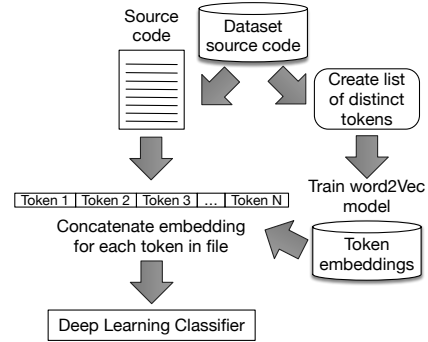 Source
code
Dataset
source code
Create list
of distinct
tokens
Train word2Vec
model
Token 1 Token 2 Token 3 ... Token N
Concatenate embedding
for each token in file
Token
embeddings
Deep Learning Classifier